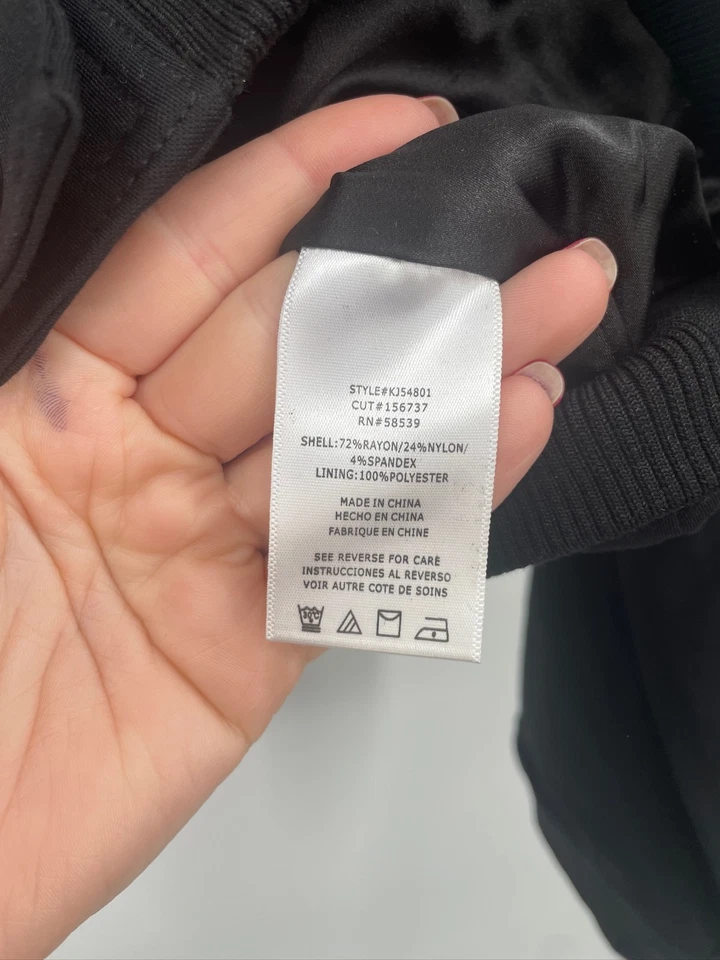 STYLE#KJ54801
CUT#156737
RN#58539
SHELL:72%RAYON/24%NYLON/
4%SPANDEX
LINING:100%POLYESTER
MADE IN CHINA
HECHO EN CHINA
FABRIQUE EN CHINE
SEE REVERSE FOR CARE
INSTRUCCIONES AL REVERSO
VOIR AUTRE COTE DE SOINS
30°C